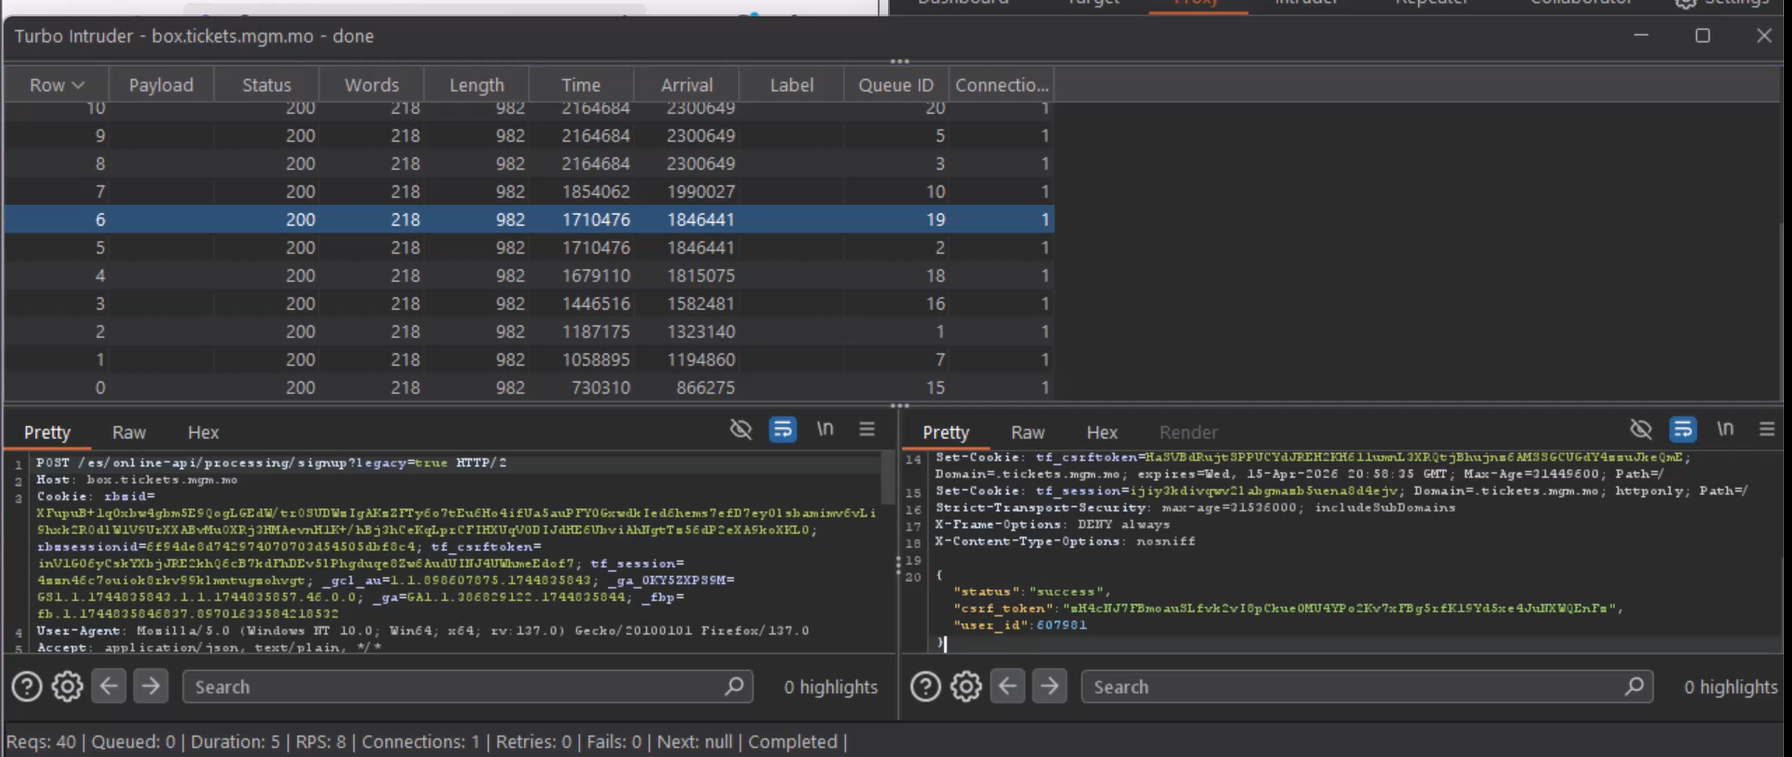 Dashboard Target Proxy Intruder Repeater Collaborator Settings
Turbo Intruder - box.tickets.mgm.mo - done
Row Payload Status Words Length Time Arrival Label Queue ID Connectio...
10 200 218 982 2164684 2300649 20 1
9 200 218 982 2164684 2300649 5 1
8 200 218 982 2164684 2300649 3 1
7 200 218 982 1854062 1990027 10 1
6 200 218 982 1710476 1846441 19 1
5 200 218 982 1710476 1846441 2 1
4 200 218 982 1679110 1815075 18 1
3 200 218 982 1446516 1582481 16 1
2 200 218 982 1187175 1323140 1 1
1 200 218 982 1058895 1194860 7 1
0 200 218 982 730310 866275 15 1
Pretty Raw Hex \n
1 POST /es/online-api/processing/signup?legacy=true HTTP/2
2 Host: box.tickets.mgm.mo
3 Cookie: rbzid=
rbzsessionid=6f94de8d742974070703d54505dbf8c4; tf_csrftoken=
tf_session=
_gcl_au=1.1.898607875.1744835843; _ga_0KY5ZXPS9M=
GS1.1.1744835843.1.1.1744835857.46.0.0; _ga=GA1.1.386829122.1744835844; _fbp=
fb.1.1744835846837.89701633584218532
4 User-Agent: Mozilla/5.0 (Windows NT 10.0; Win64; x64; rv:137.0) Gecko/20100101 Firefox/137.0
5 Accept: application/json, text/plain, */*
Search 0 highlights
Pretty Raw Hex Render \n
14 Set-Cookie: tf_csrftoken=
Domain=.tickets.mgm.mo; expires=Wed, 15-Apr-2026 20:58:35 GMT; Max-Age=31449600; Path=/
15 Set-Cookie: tf_session=ijiy3kdivqwv21abgmazb5uena8d4ejv; Domain=.tickets.mgm.mo; httponly; Path=/
16 Strict-Transport-Security: max-age=31536000; includeSubDomains
17 X-Frame-Options: DENY always
18 X-Content-Type-Options: nosniff
19
20 {
"status":"success",
"csrf_token":
"user_id":607981
}
Search 0 highlights
Reqs: 40 | Queued: 0 | Duration: 5 | RPS: 8 | Connections: 1 | Retries: 0 | Fails: 0 | Next: null | Completed |